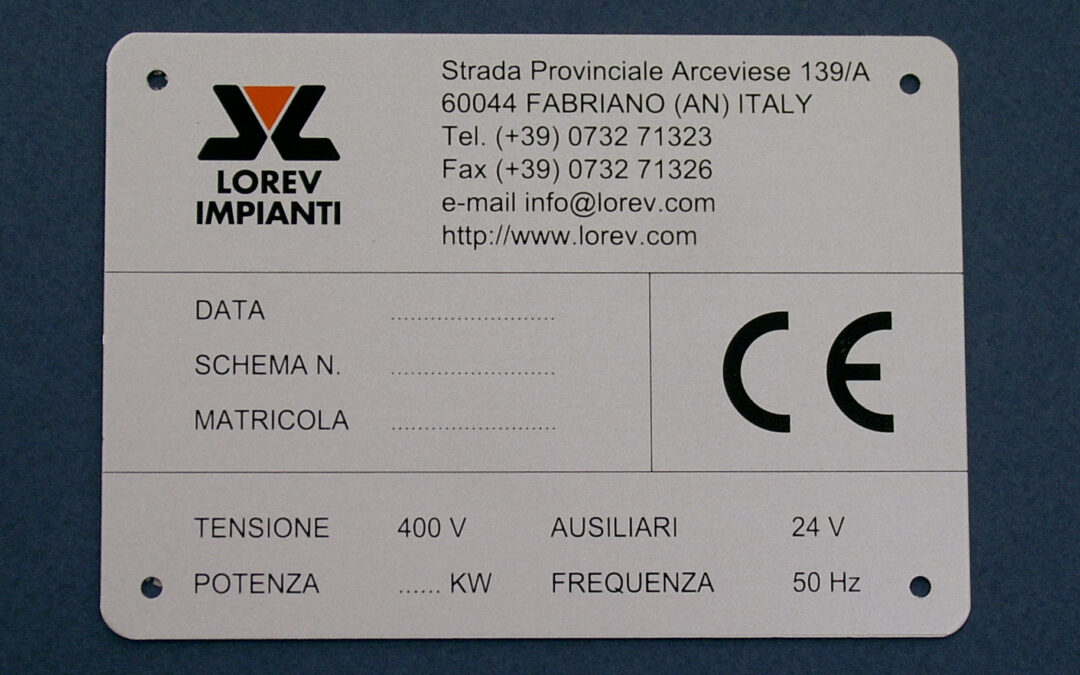 LOREV
IMPIANTI
Strada Provinciale Arceviese 139/A
60044 FABRIANO (AN) ITALY
Tel. (+39) 0732 71323
Fax (+39) 0732 71326
e-mail info@lorev.com
http://www.lorev.com
DATA ........................
SCHEMA N. ........................
MATRICOLA ........................
CE
TENSIONE 400 V AUSILIARI 24 V
POTENZA ...... KW FREQUENZA 50 Hz